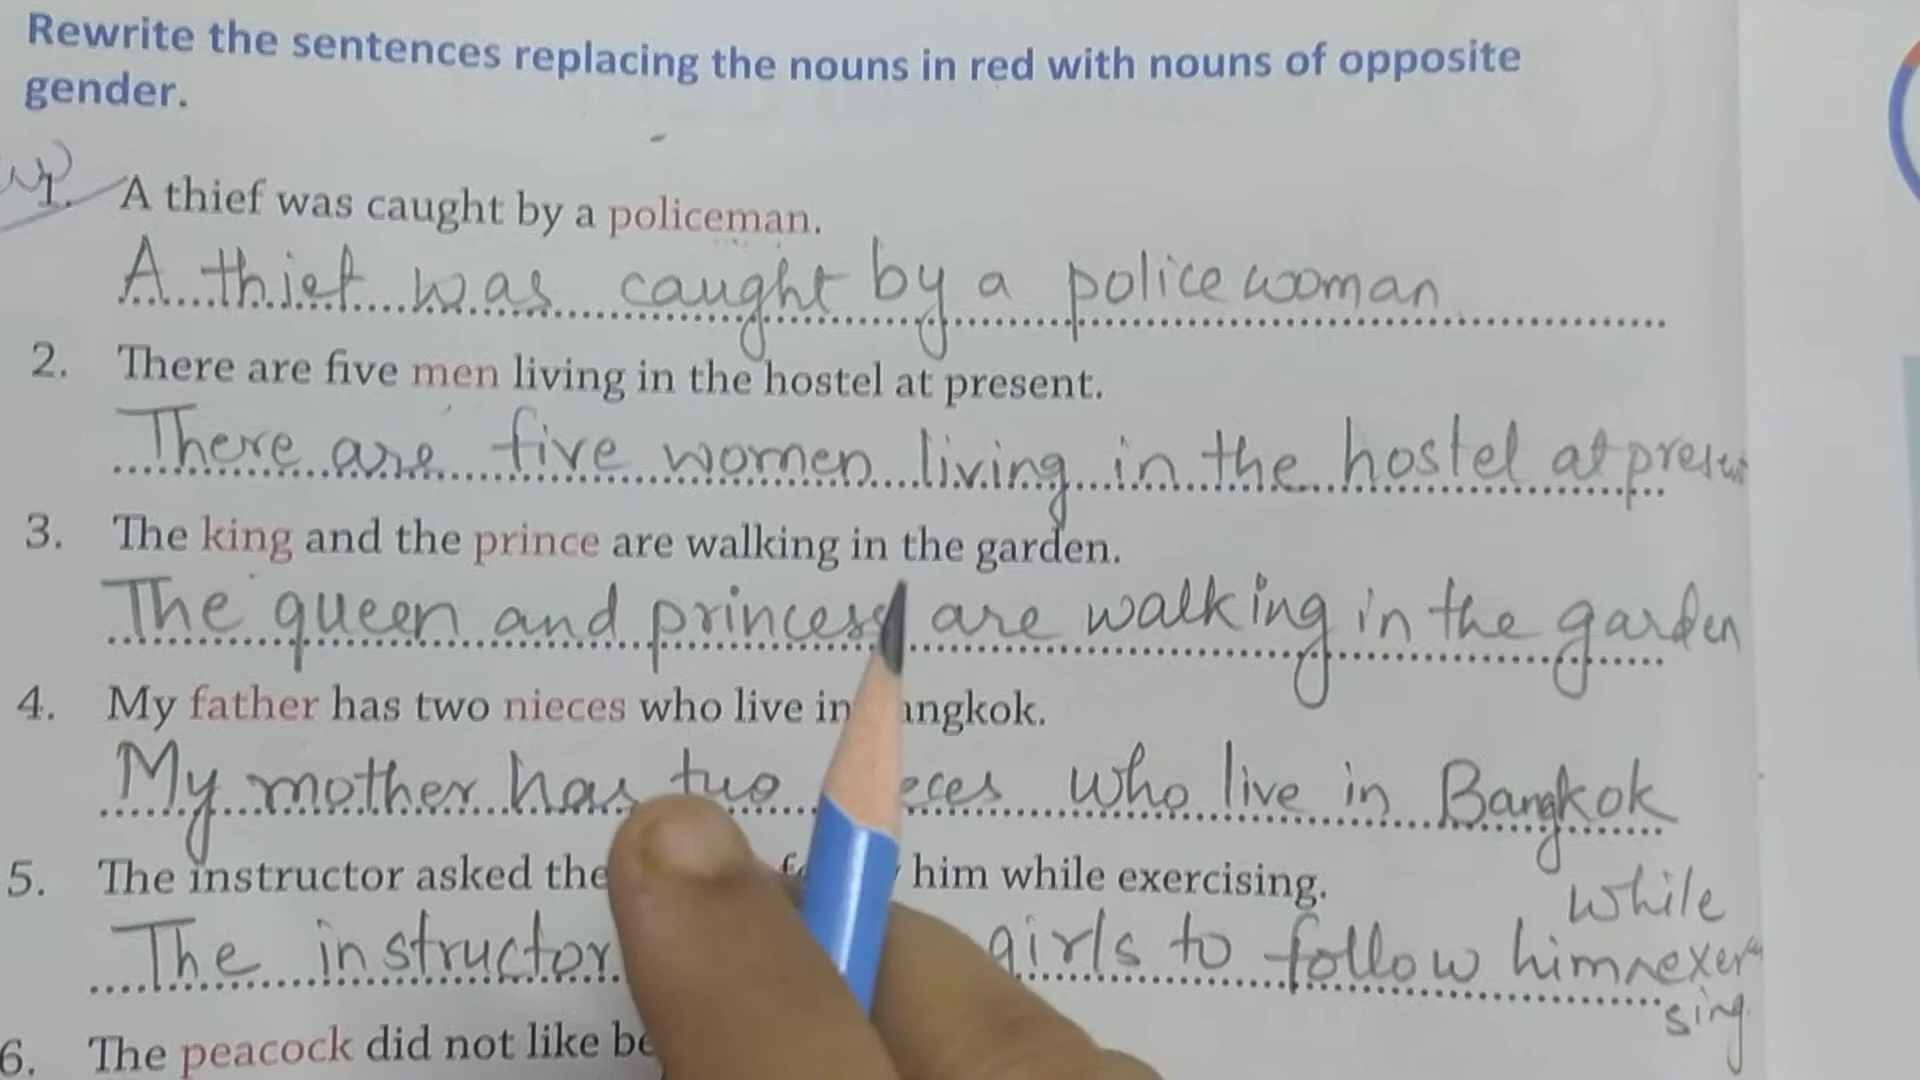 Rewrite the sentences replacing the nouns in red with nouns of opposite
gender.
1. A thief was caught by a policeman.
A thief was caught by a police woman
2. There are five men living in the hostel at present.
There are five women living in the hostel at
3. The king and the prince are walking in the garden.
The queen and princess are walking in the garden
4. My father has two nieces who live in angkok.
My mother has two eces who live in Bangkok
5. The instructor asked the him while exercising.
while
The instructor girls to follow him exer
sing
6. The peacock did not like be